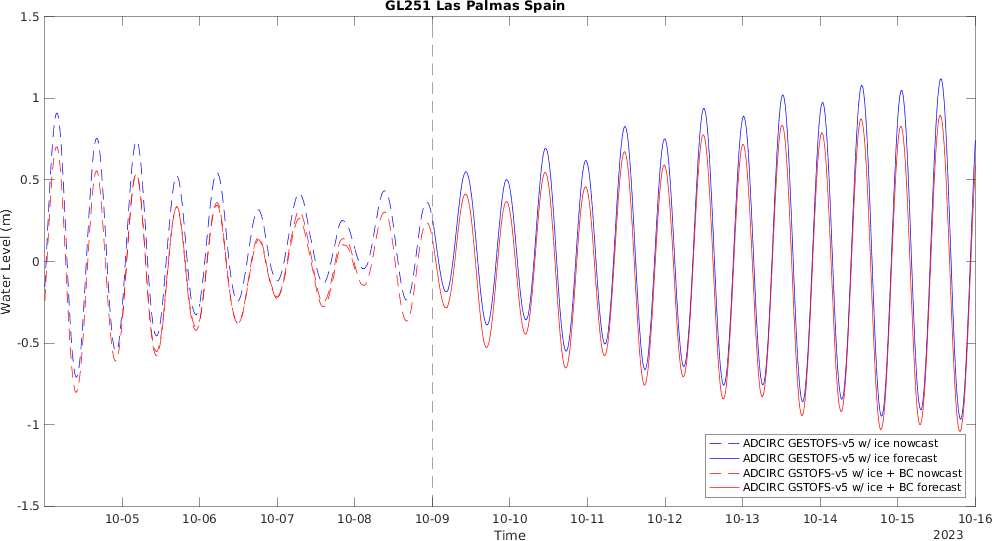 GL251 Las Palmas Spain
1.5
1
0.5
0
-0.5
-1
-1.5
Water Level (m)
10-05 10-06 10-07 10-08 10-09 10-10 10-11 10-12 10-13 10-14 10-15 10-16
Time
2023
ADCIRC GESTOFS-v5 w/ ice nowcast
ADCIRC GESTOFS-v5 w/ ice forecast
ADCIRC GSTOFS-v5 w/ ice + BC nowcast
ADCIRC GSTOFS-v5 w/ ice + BC forecast